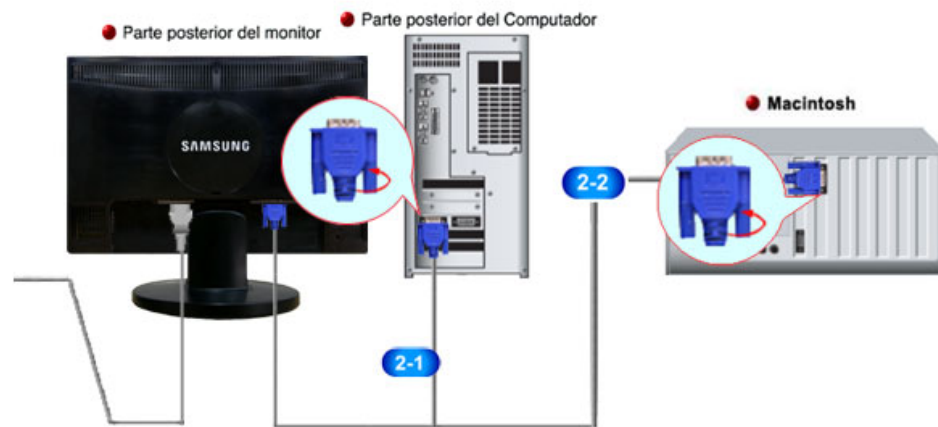 Parte posterior del monitor
Parte posterior del Computador
Macintosh
SAMSUNG
2-2
2-1